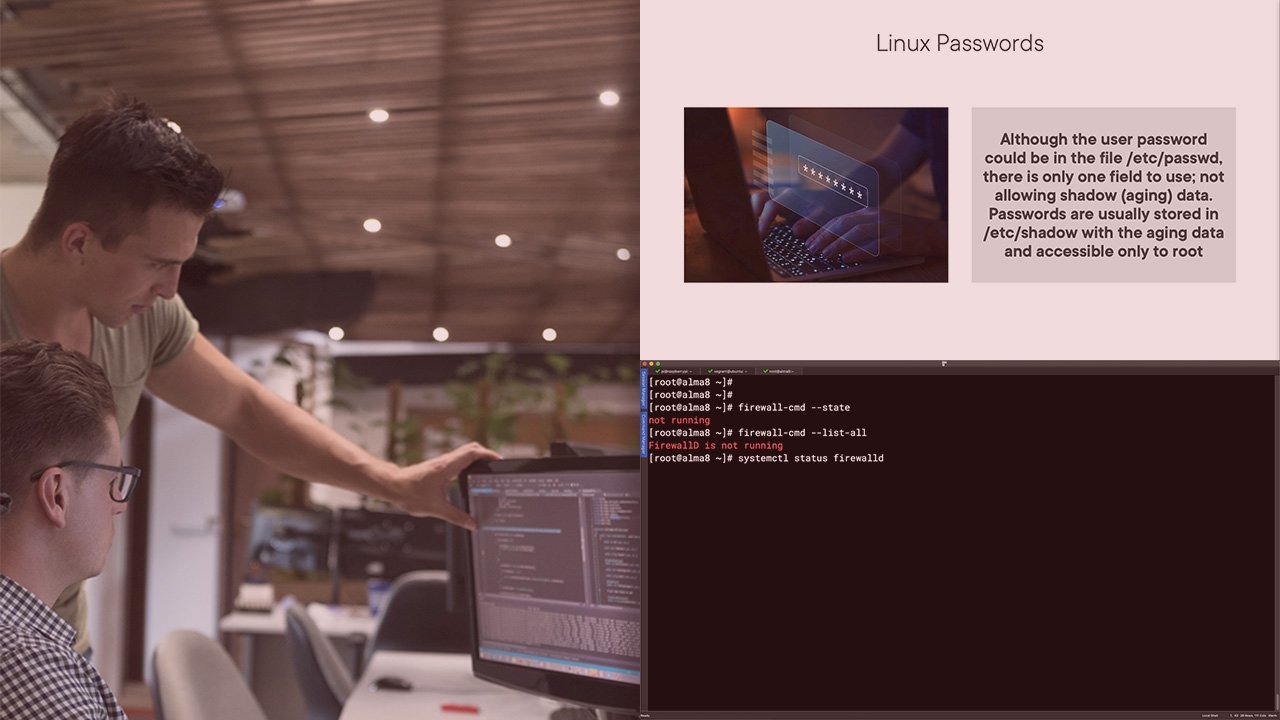 Linux Passwords
********
Although the user password
could be in the file /etc/passwd,
there is only one field to use; not
allowing shadow (aging) data.
Passwords are usually stored in
/etc/shadow with the aging data
and accessible only to root
[root@alma8 ~]#
[root@alma8 ~]#
[root@alma8 ~]# firewall-cmd --state
not running
[root@alma8 ~]# firewall-cmd --list-all
FirewallD is not running
[root@alma8 ~]# systemctl status firewalld